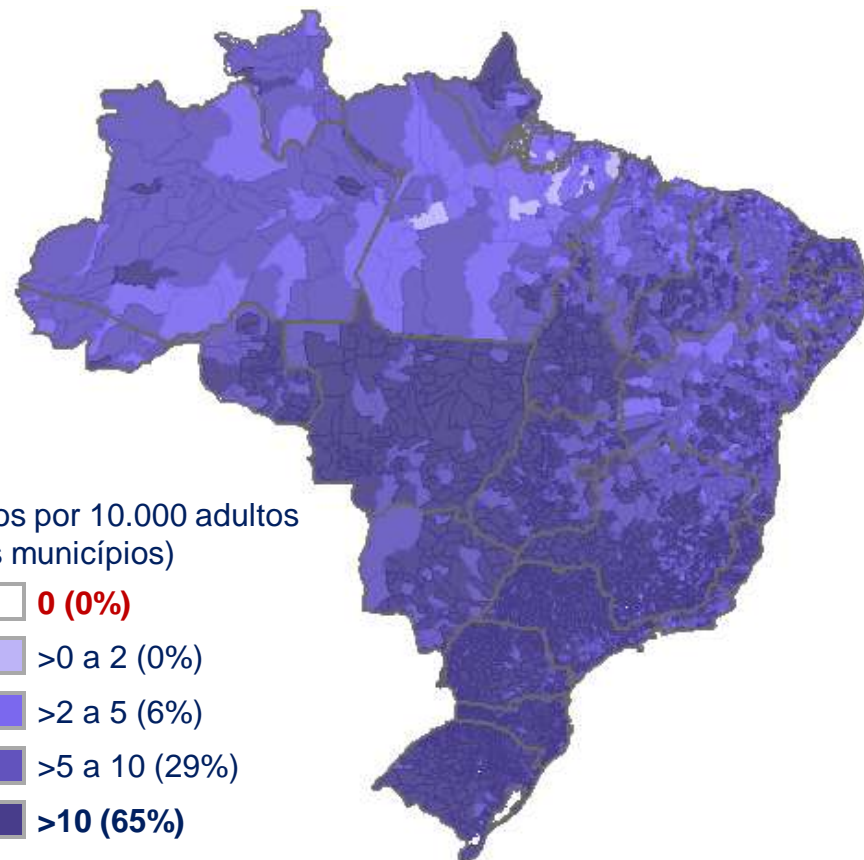 os por 10.000 adultos
s municípios)
0 (0%)
>0 a 2 (0%)
>2 a 5 (6%)
>5 a 10 (29%)
>10 (65%)